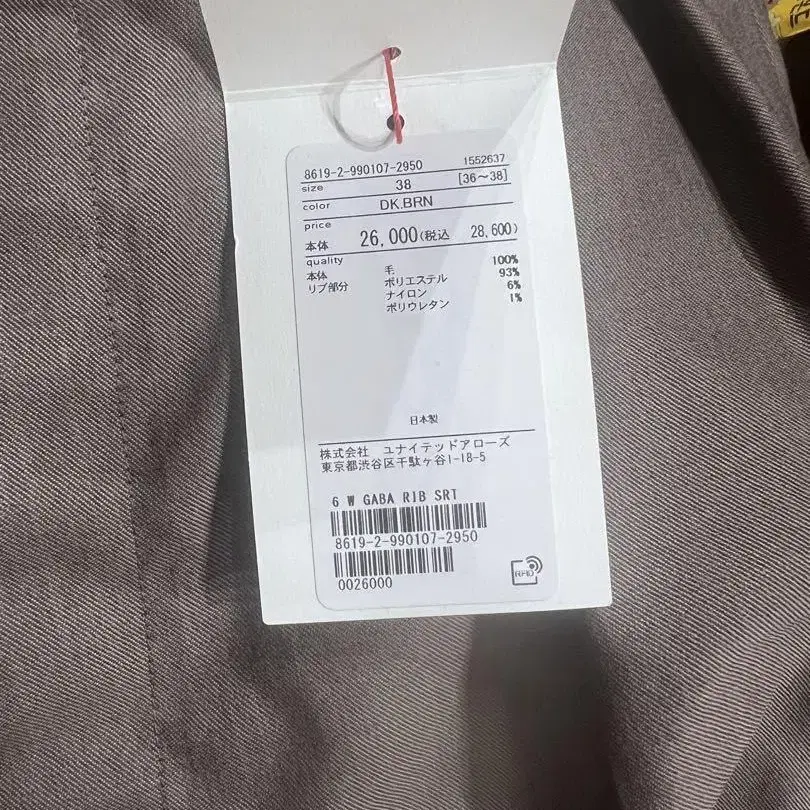 8619-2-990107-2950 1552637
size 38 [36~38]
color DK.BRN
price
本体 26,000(税込 28,600)
quality
本体 毛 100%
リブ部分 ポリエステル 93%
ナイロン 6%
ポリウレタン 1%
日本製
株式会社 ユナイテッドアローズ
東京都渋谷区千駄ヶ谷1-18-5
6 W GABA RIB SRT
8619-2-990107-2950
0026000
RFID